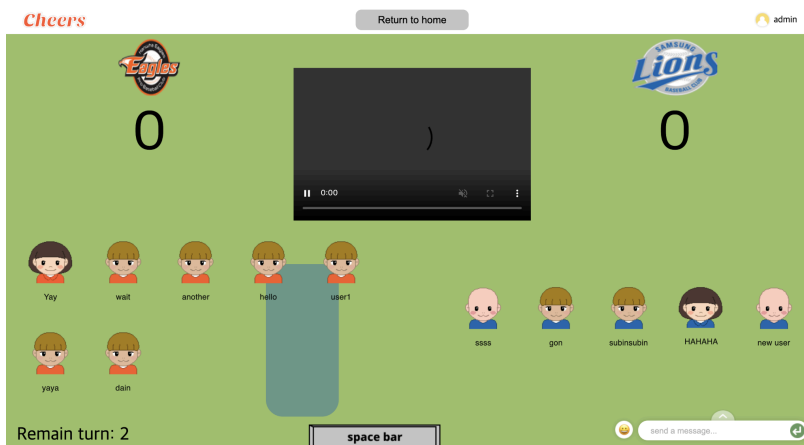 Cheers
Return to home
admin
Eagles
SAMSUNG
Lions
BASEBALL CLUB
0
0
0:00
Yay
wait
another
hello
user1
ssss
gon
subinsubin
HAHAHA
new user
yaya
dain
Remain turn: 2
space bar
send a message...